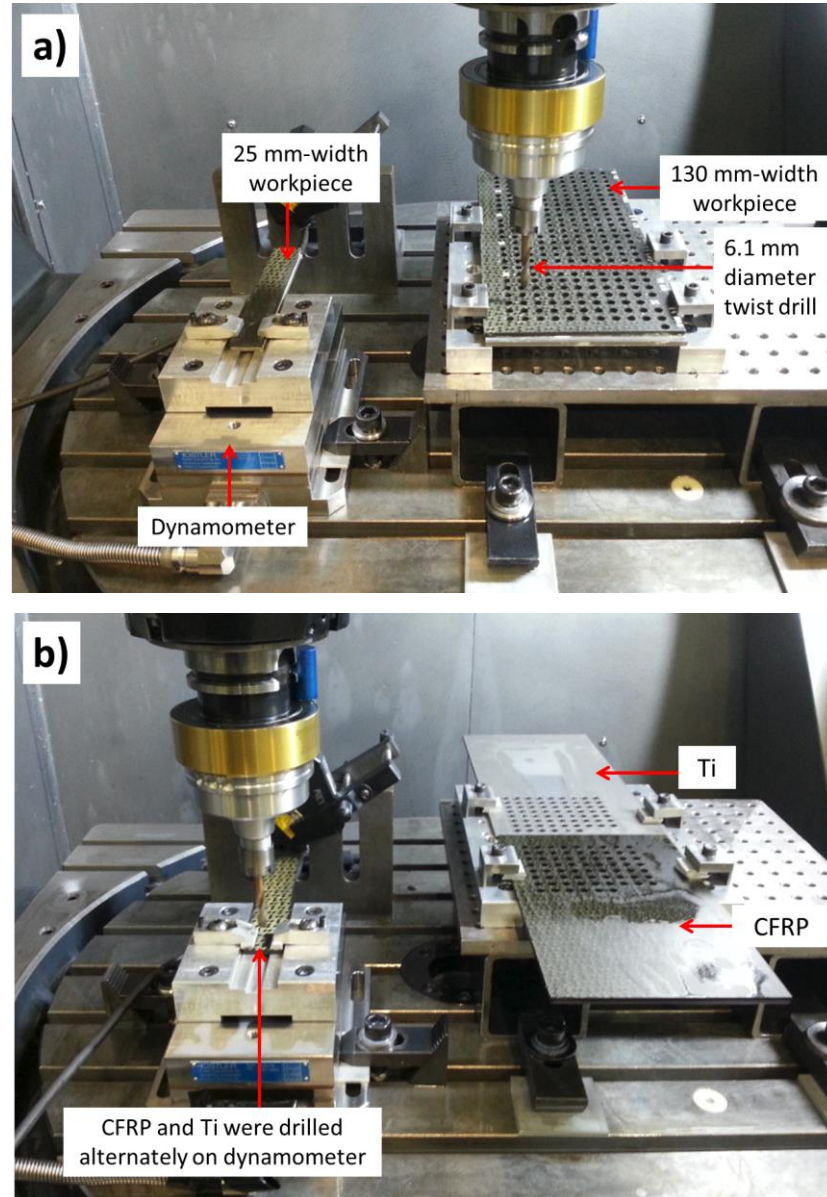 a)
25 mm-width
workpiece
130 mm-width
workpiece
6.1 mm
diameter
twist drill
Dynamometer
b)
Ti
CFRP
CFRP and Ti were drilled
alternately on dynamometer